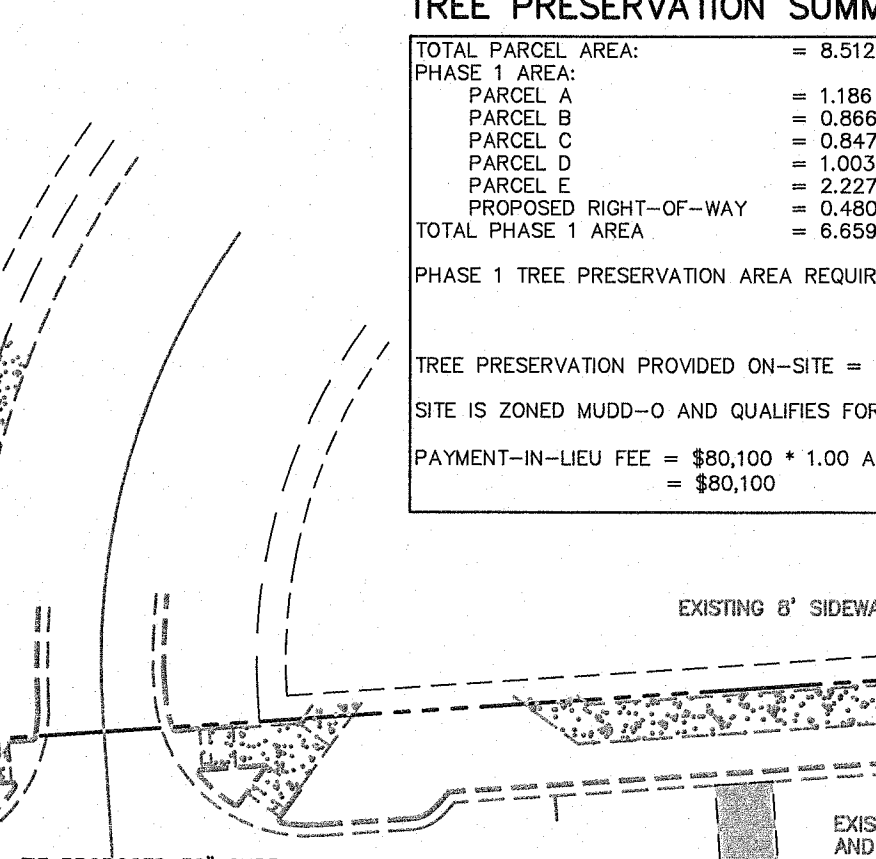 TREE PRESERVATION SUMM
TOTAL PARCEL AREA: = 8.512
PHASE 1 AREA:
PARCEL A = 1.186
PARCEL B = 0.866
PARCEL C = 0.847
PARCEL D = 1.003
PARCEL E = 2.227
PROPOSED RIGHT-OF-WAY = 0.480
TOTAL PHASE 1 AREA = 6.659
PHASE 1 TREE PRESERVATION AREA REQUIR
TREE PRESERVATION PROVIDED ON-SITE =
SITE IS ZONED MUDD-O AND QUALIFIES FOR
PAYMENT-IN-LIEU FEE = $80,100 * 1.00 A
= $80,100
EXISTING 8' SIDEWA
EXIS
AND